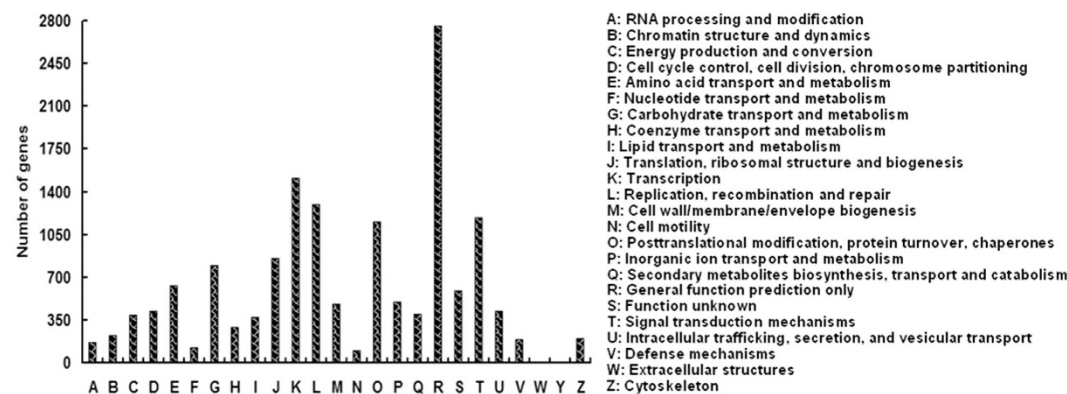 2800
2450
2100
1750
1400
1050
700
350
0
Number of genes
A B C D E F G H I J K L M N O P Q R S T U V W Y Z
A: RNA processing and modification
B: Chromatin structure and dynamics
C: Energy production and conversion
D: Cell cycle control, cell division, chromosome partitioning
E: Amino acid transport and metabolism
F: Nucleotide transport and metabolism
G: Carbohydrate transport and metabolism
H: Coenzyme transport and metabolism
I: Lipid transport and metabolism
J: Translation, ribosomal structure and biogenesis
K: Transcription
L: Replication, recombination and repair
M: Cell wall/membrane/envelope biogenesis
N: Cell motility
O: Posttranslational modification, protein turnover, chaperones
P: Inorganic ion transport and metabolism
Q: Secondary metabolites biosynthesis, transport and catabolism
R: General function prediction only
S: Function unknown
T: Signal transduction mechanisms
U: Intracellular trafficking, secretion, and vesicular transport
V: Defense mechanisms
W: Extracellular structures
Z: Cytoskeleton